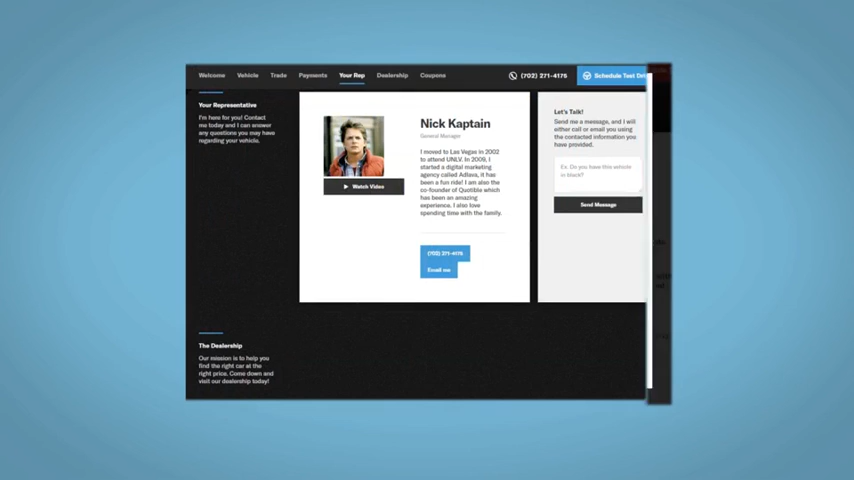 Welcome Vehicle Trade Payments Your Rep Dealership Coupons (702) 271-4176 Schedule Test
Your Representative
I'm here for you! Contact
me today and I can answer
any questions you may have
regarding your vehicle.
Watch Video
Nick Kaptain
General Manager
I moved to Las Vegas in 2002
to attend UNLV. In 2009, I
started a digital marketing
agency called Adlava, it has
been a fun ride! I am also the
co-founder of Quotible which
has been an amazing
experience. I also love
spending time with the family.
(702) 271-4176
Email me
Let's Talk!
Send me a message, and I will
either call or email you using
the contacted information you
have provided.
Ex. Do you have this vehicle
in black?
Send Message
The Dealership
Our mission is to help you
find the right car at the
right price. Come down and
visit our dealership today!